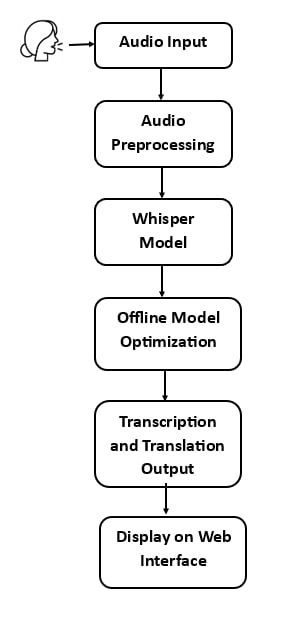 Audio Input
Audio
Preprocessing
Whisper
Model
Offline Model
Optimization
Transcription
and Translation
Output
Display on Web
Interface